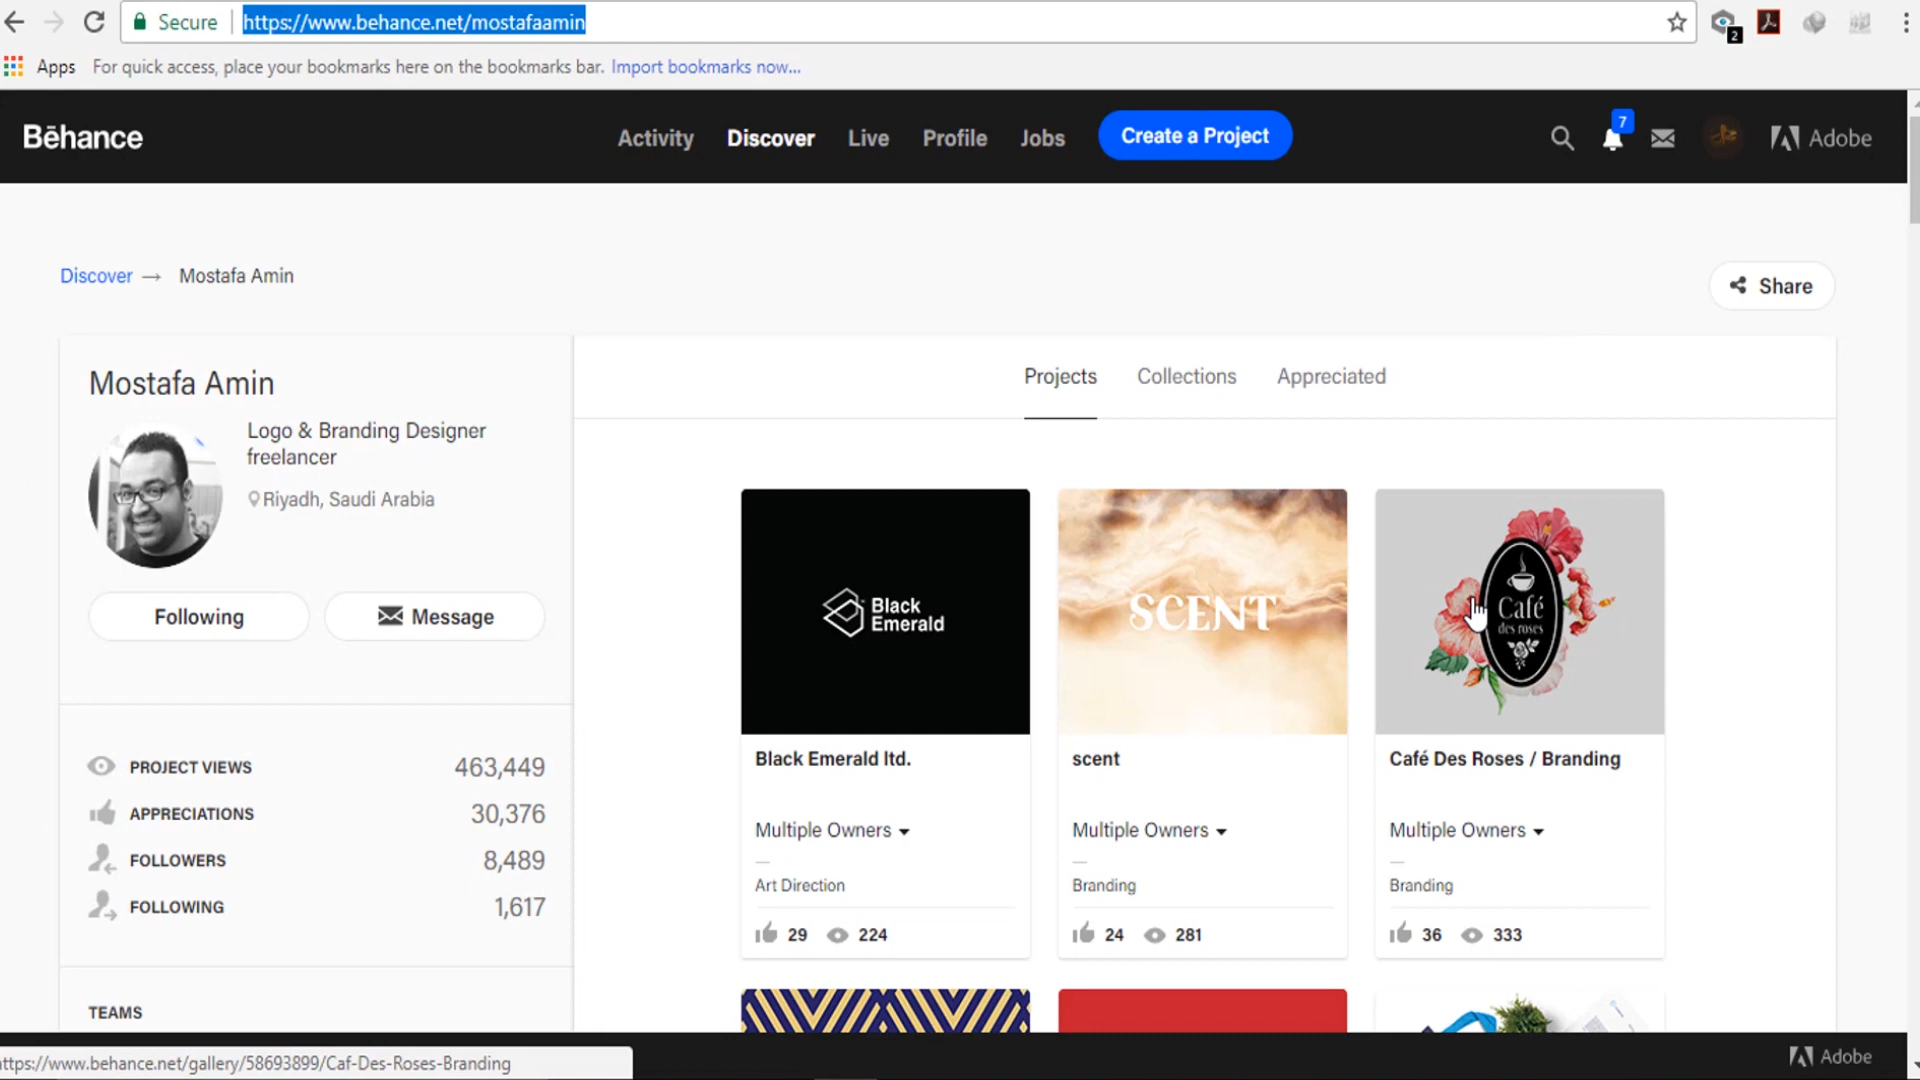 Secure https://www.behance.net/mostafaamin
2
Apps For quick access, place your bookmarks here on the bookmarks bar. Import bookmarks now...
Bēhance Activity Discover Live Profile Jobs Create a Project 7 Adobe
Discover → Mostafa Amin
Share
Mostafa Amin
Logo & Branding Designer
freelancer
Riyadh, Saudi Arabia
Following Message
PROJECT VIEWS 463,449
APPRECIATIONS 30,376
FOLLOWERS 8,489
FOLLOWING 1,617
TEAMS
Projects Collections Appreciated
Black
Emerald
SCENT
Café
des roses
Black Emerald ltd.
Multiple Owners
Art Direction
29 224
scent
Multiple Owners
Branding
24 281
Café Des Roses / Branding
Multiple Owners
Branding
36 333
ttps://www.behance.net/gallery/58693899/Caf-Des-Roses-Branding
Adobe